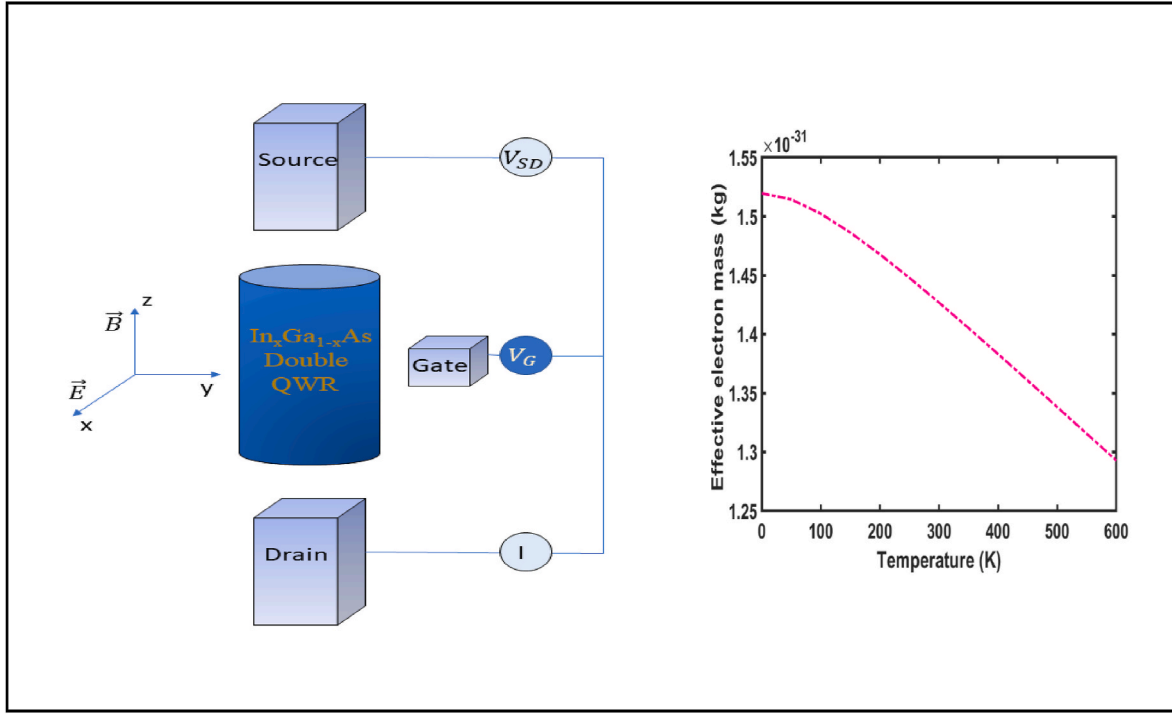 Source
V_SD
z
B⃗
E⃗
y
x
InₓGa₁₋ₓAs
Double
QWR
Gate
V_G
Drain
I
×10⁻³¹
1.55
1.5
1.45
1.4
1.35
1.3
1.25
Effective electron mass (kg)
0 100 200 300 400 500 600
Temperature (K)